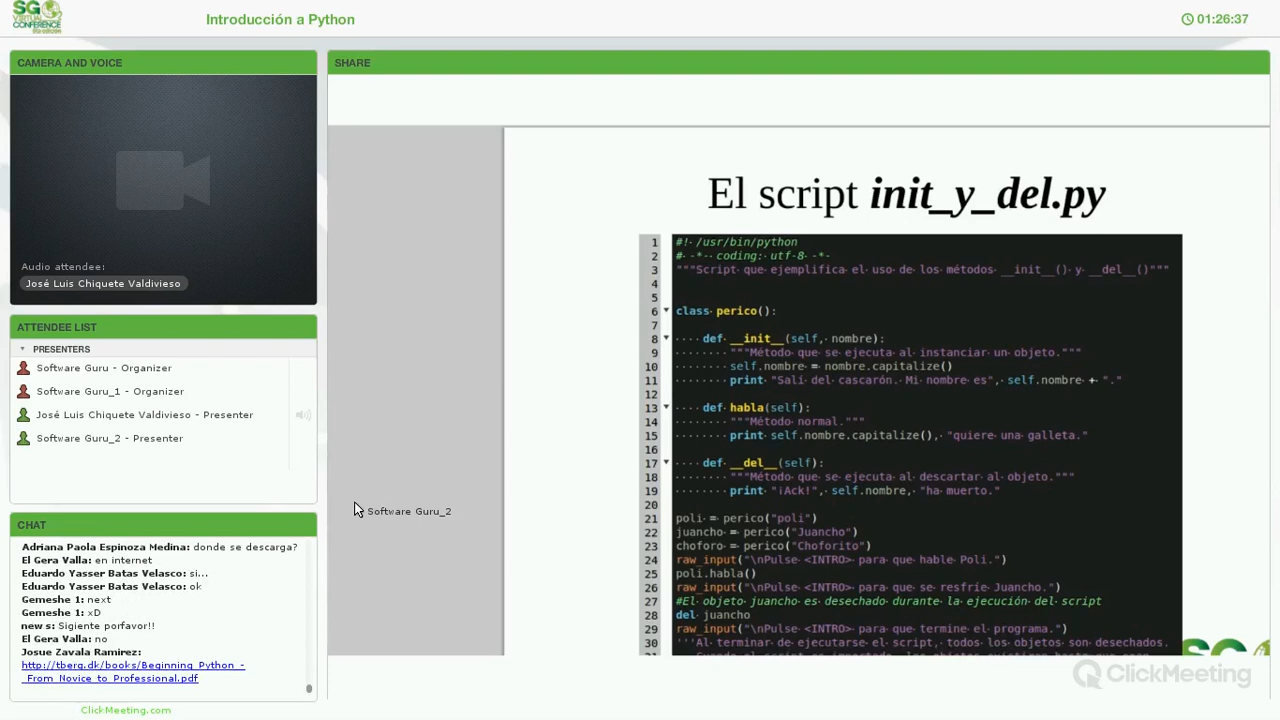 SG
VIRTUAL
CONFERENCE
Introducción a Python
01:26:37
CAMERA AND VOICE
Audio attendee:
José Luis Chiquete Valdivieso
ATTENDEE LIST
PRESENTERS
Software Guru - Organizer
Software Guru_1 - Organizer
José Luis Chiquete Valdivieso - Presenter
Software Guru_2 - Presenter
CHAT
Adriana Paola Espinoza Medina: donde se descarga?
El Gera Valla: en internet
Eduardo Yasser Batas Velasco: si...
Eduardo Yasser Batas Velasco: ok
Gemeshe 1: next
Gemeshe 1: xD
new s: Sigiente porfavor!!
El Gera Valla: no
Josue Zavala Ramirez:
http://tberg.dk/books/Beginning_Python_-
_From_Novice_to_Professional.pdf
ClickMeeting.com
SHARE
Software Guru_2
El script init_y_del.py
1 #! /usr/bin/python
2 # -*- coding: utf-8 -*-
3 """Script que ejemplifica el uso de los métodos __init__() y __del__()"""
4
5
6 class perico():
7
8 def __init__(self, nombre):
9 """Método que se ejecuta al instanciar un objeto."""
10 self.nombre = nombre.capitalize()
11 print "Salí del cascarón. Mi nombre es", self.nombre + "."
12
13 def habla(self):
14 """Método normal."""
15 print self.nombre.capitalize(), "quiere una galleta."
16
17 def __del__(self):
18 """Método que se ejecuta al descartar al objeto."""
19 print "¡Ack!", self.nombre, "ha muerto."
20
21 poli = perico("poli")
22 juancho = perico("Juancho")
23 choforo = perico("Choforito")
24 raw_input("\nPulse <INTRO> para que hable Poli.")
25 poli.habla()
26 raw_input("\nPulse <INTRO> para que se resfríe Juancho.")
27 #El objeto juancho es desechado durante la ejecución del script
28 del juancho
29 raw_input("\nPulse <INTRO> para que termine el programa.")
30 '''Al terminar de ejecutarse el script, todos los objetos son desechados.
SG
ClickMeeting